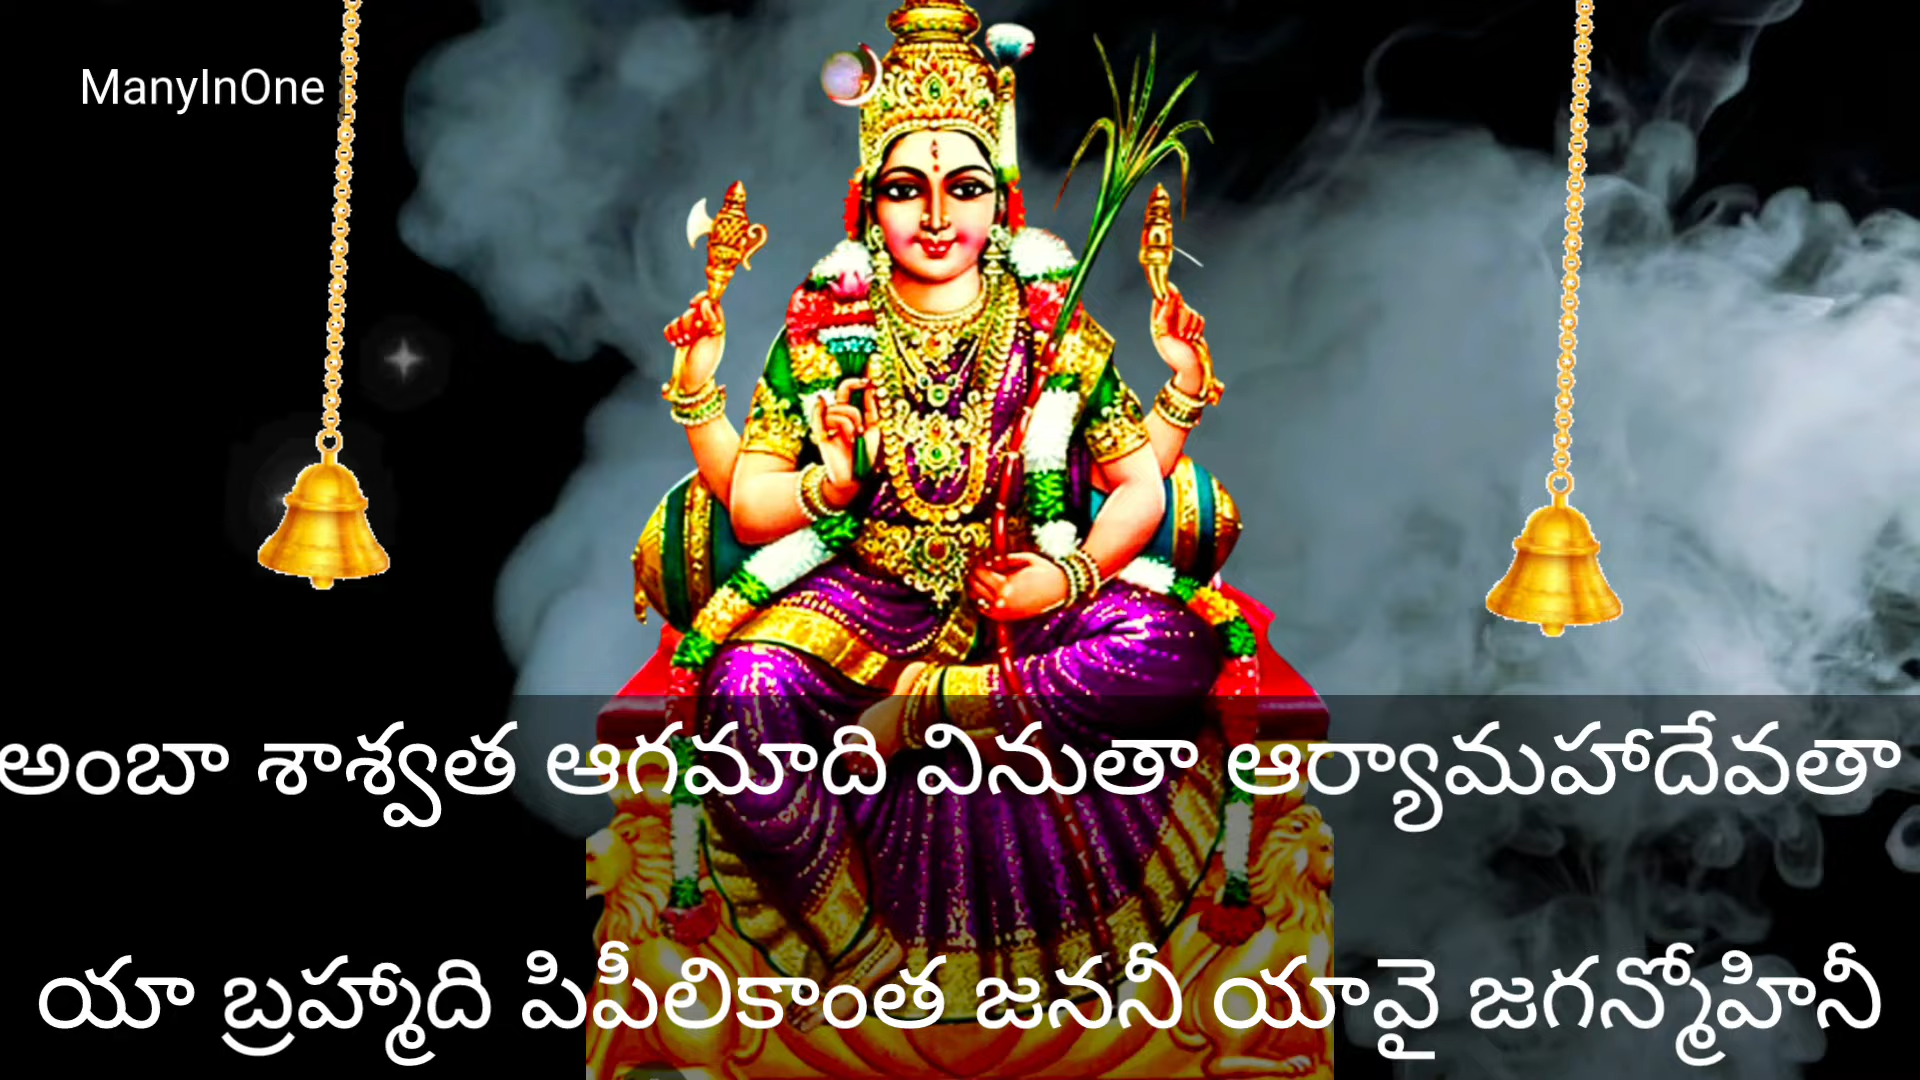 ManyInOne
అంబా శాశ్వత ఆగమాది వినుతా ఆర్యామహాదేవతా
యా బ్రహ్మాది పిపీలికాంత జననీ యావై జగన్మోహినీ